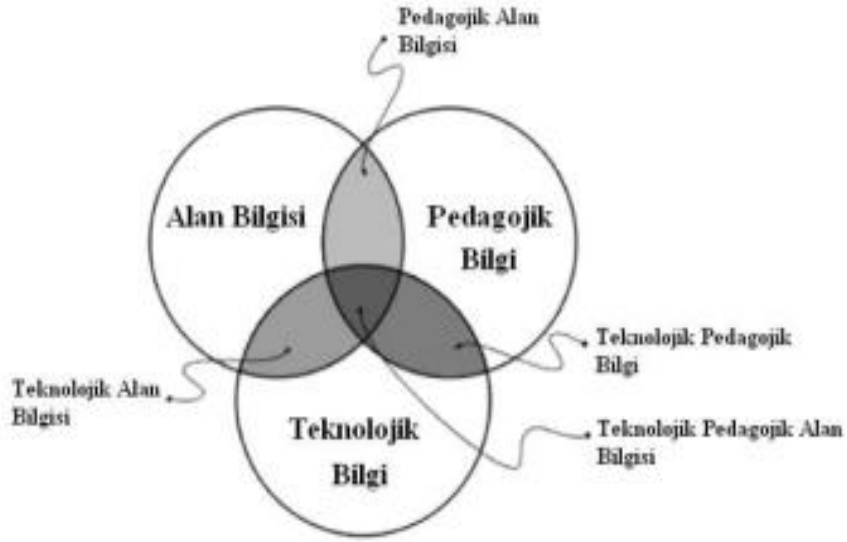 Pedagojik Alan
Bilgisi
Alan Bilgisi
Pedagojik
Bilgi
Teknolojik Pedagojik
Bilgi
Teknolojik Alan
Bilgisi
Teknolojik
Bilgi
Teknolojik Pedagojik Alan
Bilgisi